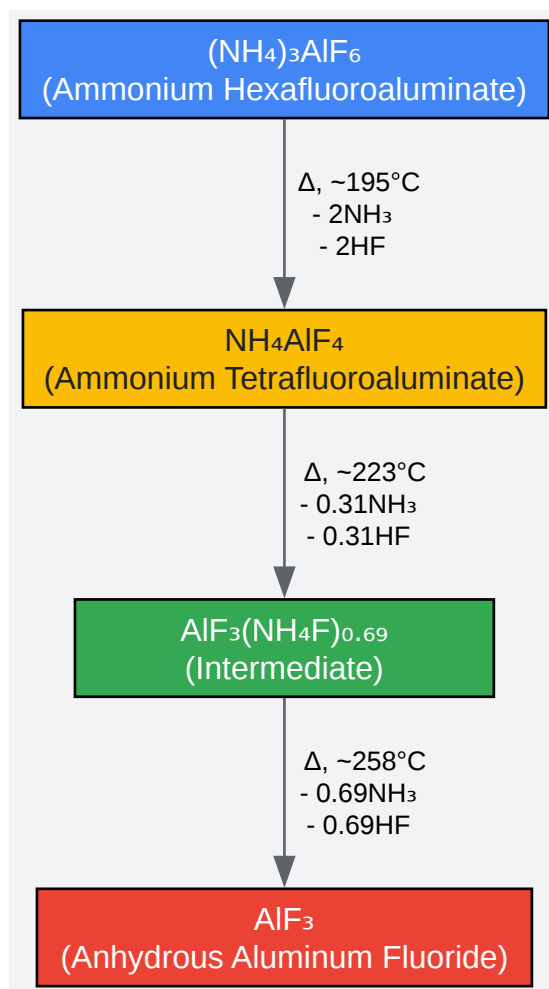 (NH₄)₃AlF₆
(Ammonium Hexafluoroaluminate)
Δ, ~195°C
- 2NH₃
- 2HF
NH₄AlF₄
(Ammonium Tetrafluoroaluminate)
Δ, ~223°C
- 0.31NH₃
- 0.31HF
AlF₃(NH₄F)₀.₆₉
(Intermediate)
Δ, ~258°C
- 0.69NH₃
- 0.69HF
AlF₃
(Anhydrous Aluminum Fluoride)